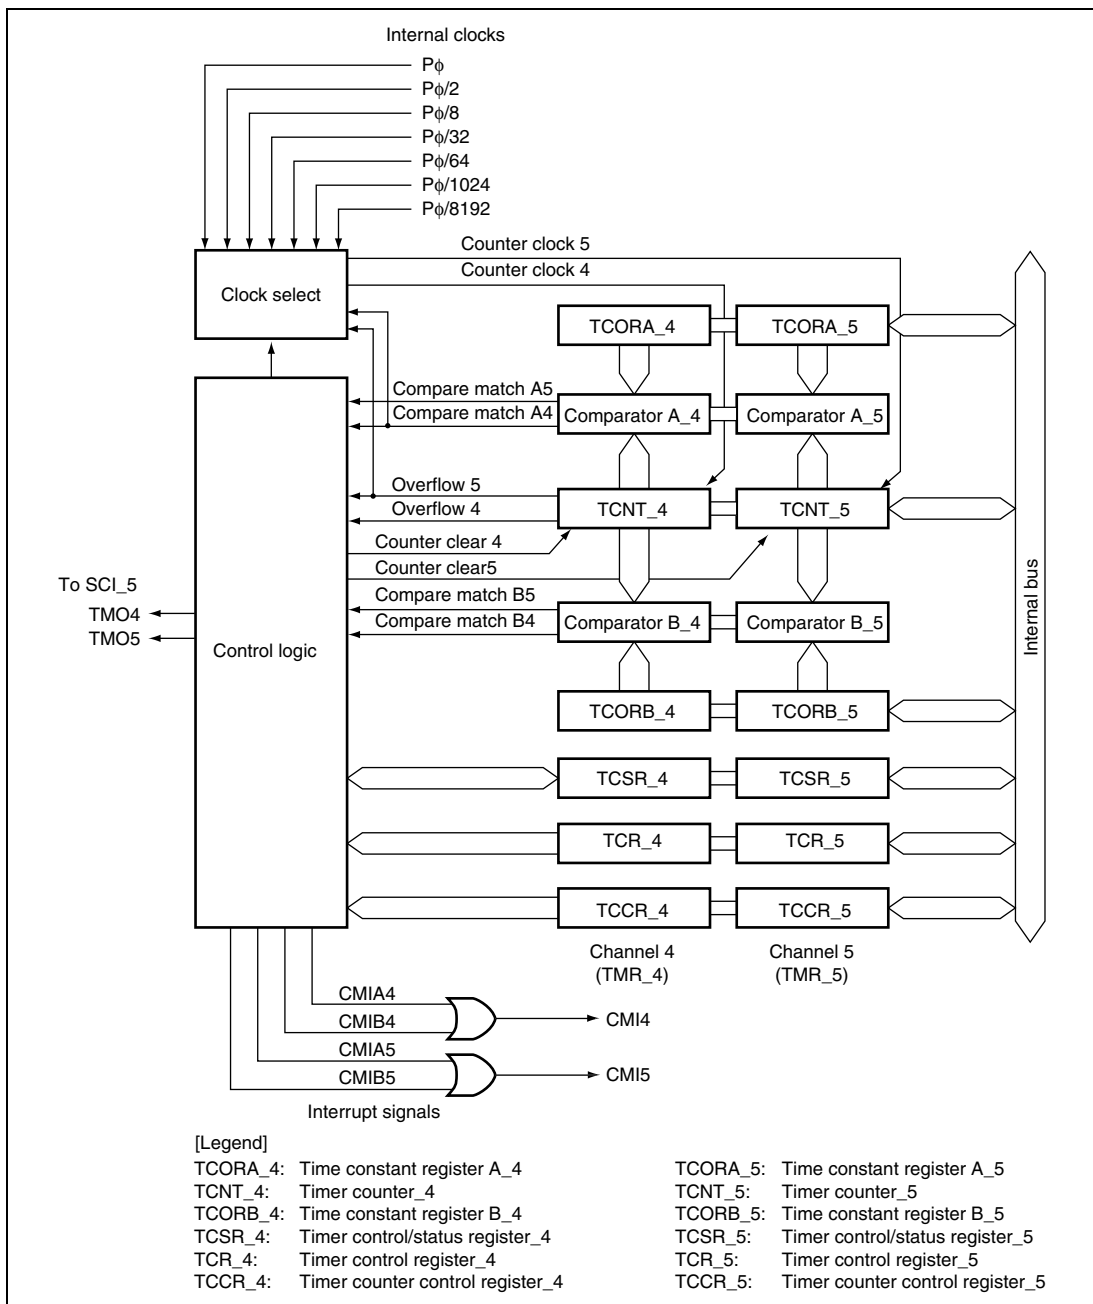 Internal clocks
Pϕ
Pϕ/2
Pϕ/8
Pϕ/32
Pϕ/64
Pϕ/1024
Pϕ/8192
Counter clock 5
Counter clock 4
Clock select
TCORA_4
TCORA_5
Compare match A5
Compare match A4
Comparator A_4
Comparator A_5
Overflow 5
Overflow 4
TCNT_4
TCNT_5
Counter clear 4
Counter clear5
To SCI_5
TMO4
TMO5
Control logic
Compare match B5
Compare match B4
Comparator B_4
Comparator B_5
Internal bus
TCORB_4
TCORB_5
TCSR_4
TCSR_5
TCR_4
TCR_5
TCCR_4
TCCR_5
Channel 4
(TMR_4)
Channel 5
(TMR_5)
CMIA4
CMIB4
CMI4
CMIA5
CMIB5
CMI5
Interrupt signals
[Legend]
TCORA_4: Time constant register A_4
TCNT_4: Timer counter_4
TCORB_4: Time constant register B_4
TCSR_4: Timer control/status register_4
TCR_4: Timer control register_4
TCCR_4: Timer counter control register_4
TCORA_5: Time constant register A_5
TCNT_5: Timer counter_5
TCORB_5: Time constant register B_5
TCSR_5: Timer control/status register_5
TCR_5: Timer control register_5
TCCR_5: Timer counter control register_5